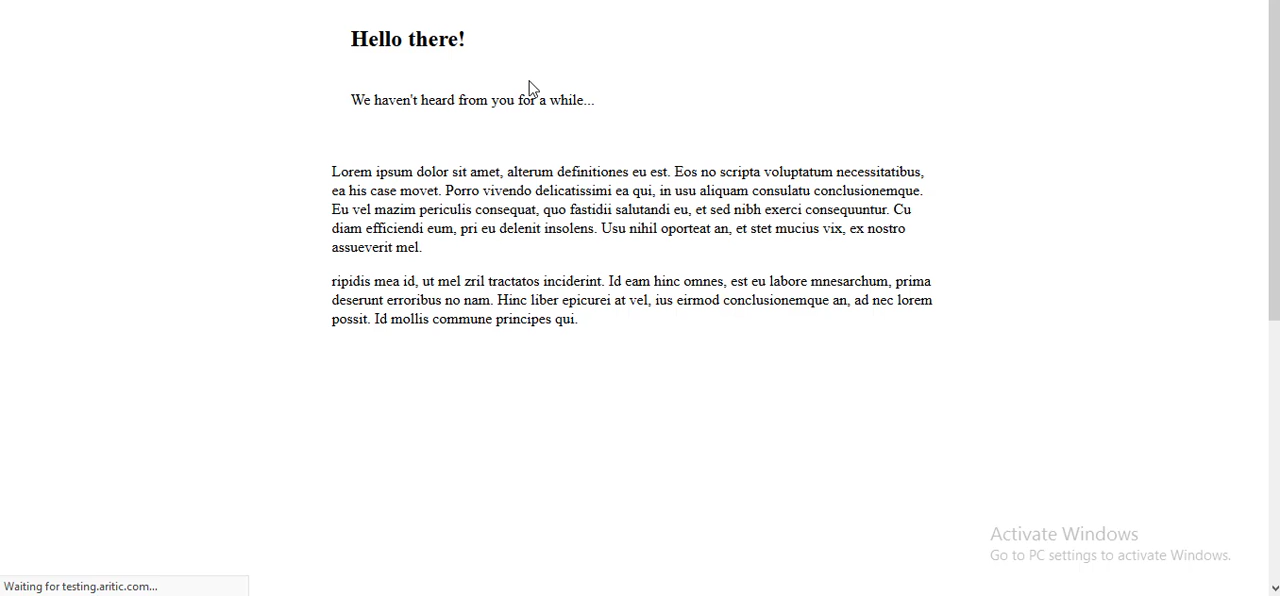 Hello there!
We haven't heard from you for a while...
Lorem ipsum dolor sit amet, alterum definitiones eu est. Eos no scripta voluptatum necessitatibus,
ea his case movet. Porro vivendo delicatissimi ea qui, in usu aliquam consulatu conclusionemque.
Eu vel mazim periculis consequat, quo fastidii salutandi eu, et sed nibh exerci consequuntur. Cu
diam efficiendi eum, pri eu delenit insolens. Usu nihil oporteat an, et stet mucius vix, ex nostro
assueverit mel.
ripidis mea id, ut mel zril tractatos inciderint. Id eam hinc omnes, est eu labore mnesarchum, prima
deserunt erroribus no nam. Hinc liber epicurei at vel, ius eirmod conclusionemque an, ad nec lorem
possit. Id mollis commune principes qui.
Activate Windows
Go to PC settings to activate Windows.
Waiting for testing.aritic.com...